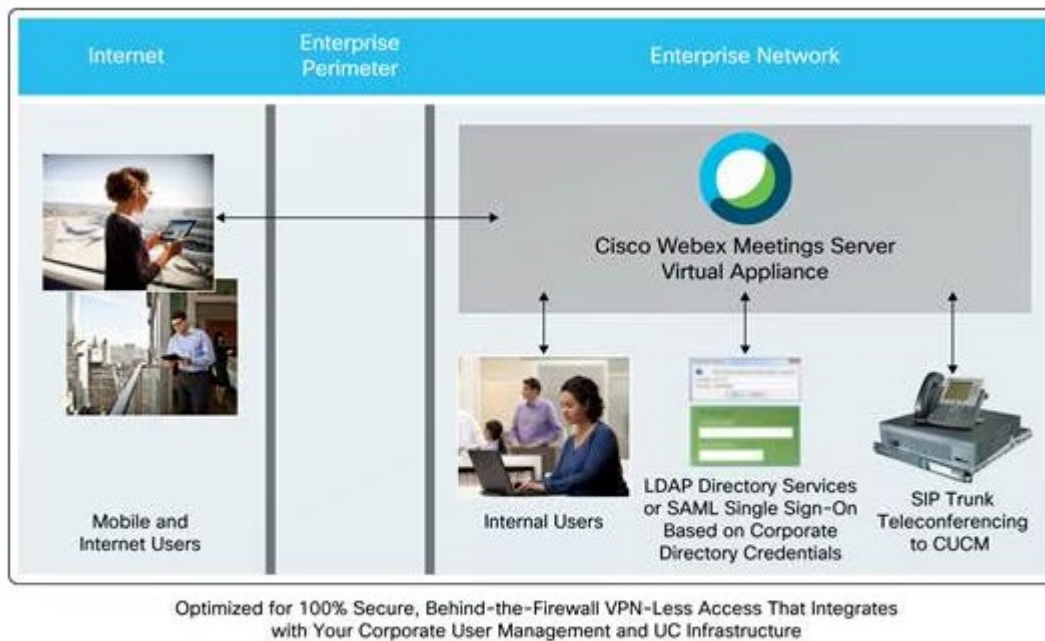 Internet
Enterprise
Perimeter
Enterprise Network
Cisco Webex Meetings Server
Virtual Appliance
Mobile and
Internet Users
Internal Users
LDAP Directory Services
or SAML Single Sign-On
Based on Corporate
Directory Credentials
SIP Trunk
Teleconferencing
to CUCM
Optimized for 100% Secure, Behind-the-Firewall VPN-Less Access That Integrates
with Your Corporate User Management and UC Infrastructure